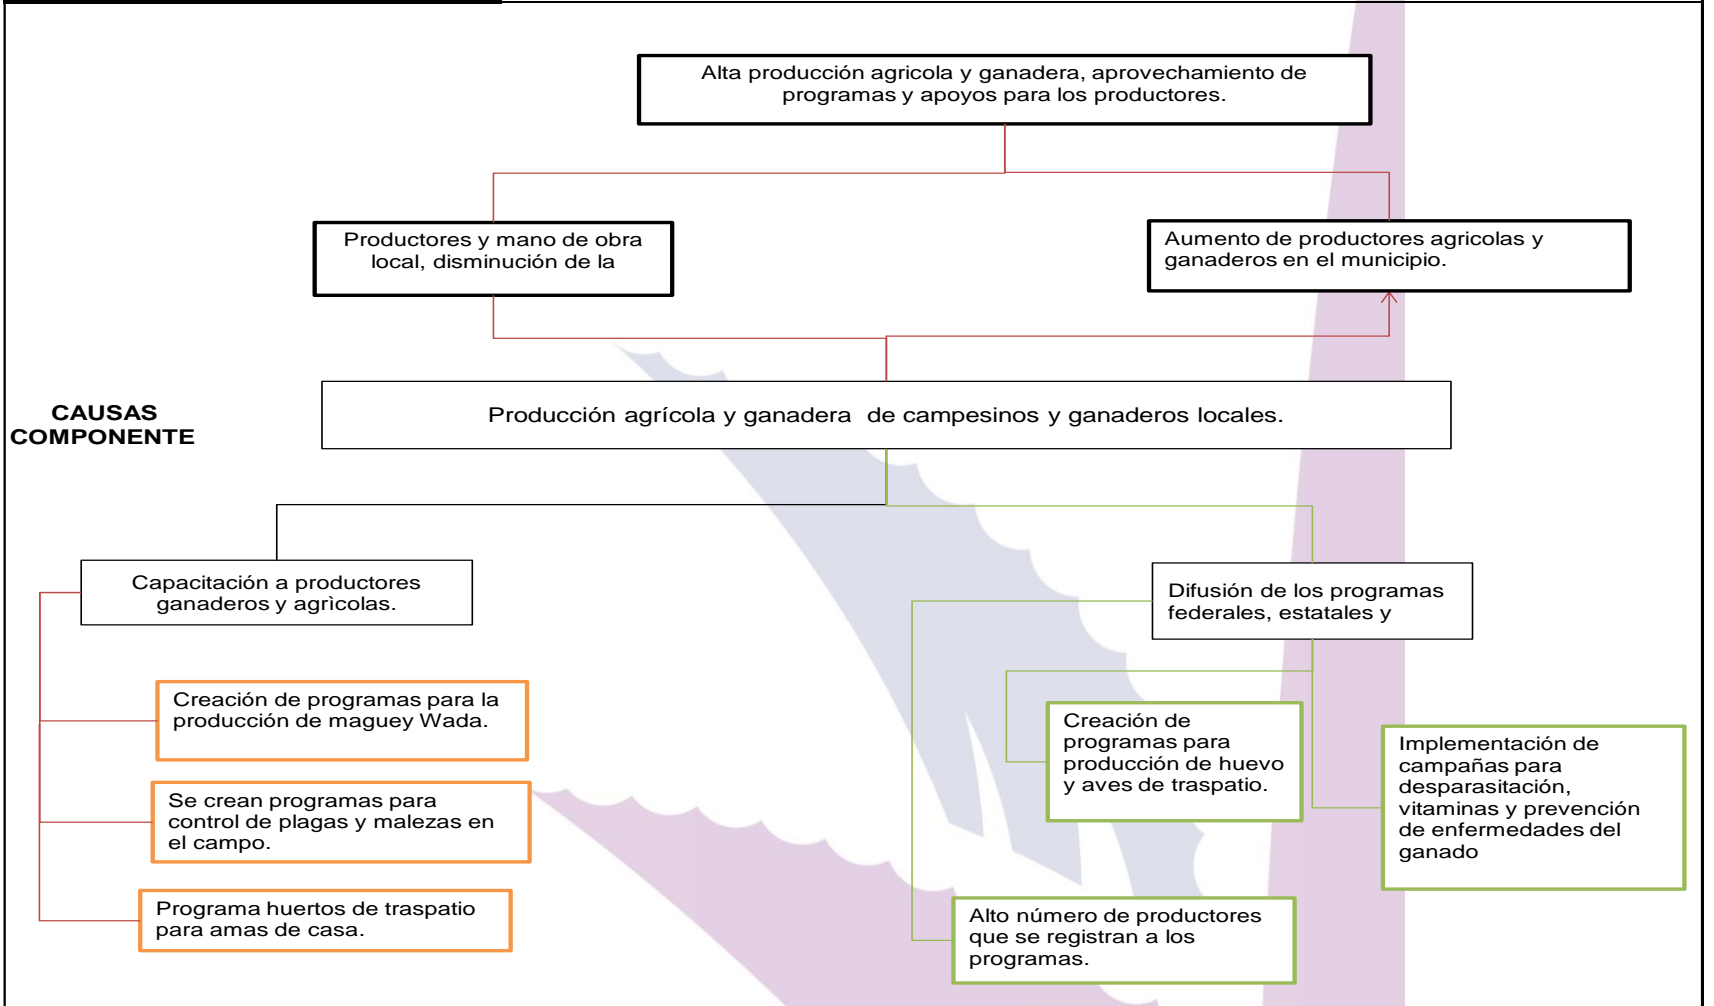 Alta producción agricola y ganadera, aprovechamiento de
programas y apoyos para los productores.
Productores y mano de obra
local, disminución de la
Aumento de productores agricolas y
ganaderos en el municipio.
CAUSAS
COMPONENTE
Producción agrícola y ganadera de campesinos y ganaderos locales.
Capacitación a productores
ganaderos y agrìcolas.
Difusión de los programas
federales, estatales y
Creación de programas para la
producción de maguey Wada.
Se crean programas para
control de plagas y malezas en
el campo.
Programa huertos de traspatio
para amas de casa.
Creación de
programas para
producción de huevo
y aves de traspatio.
Implementación de
campañas para
desparasitación,
vitaminas y prevención
de enfermedades del
ganado
Alto número de productores
que se registran a los
programas.